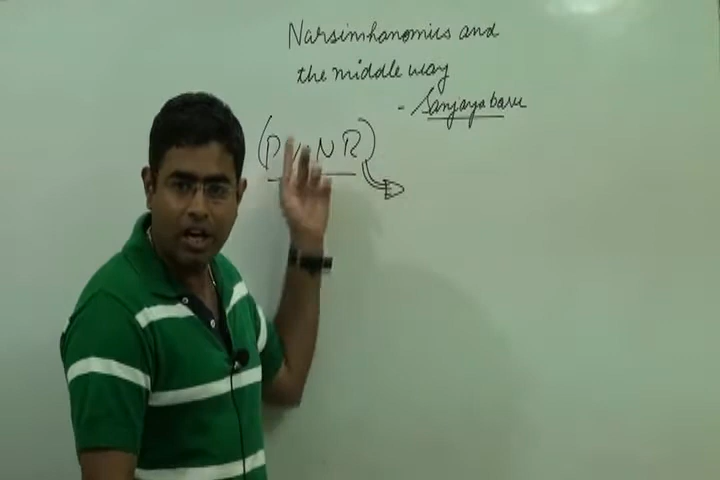 Narsimhanomics and
the middle way
- Sanjaya baru
(P V N R)